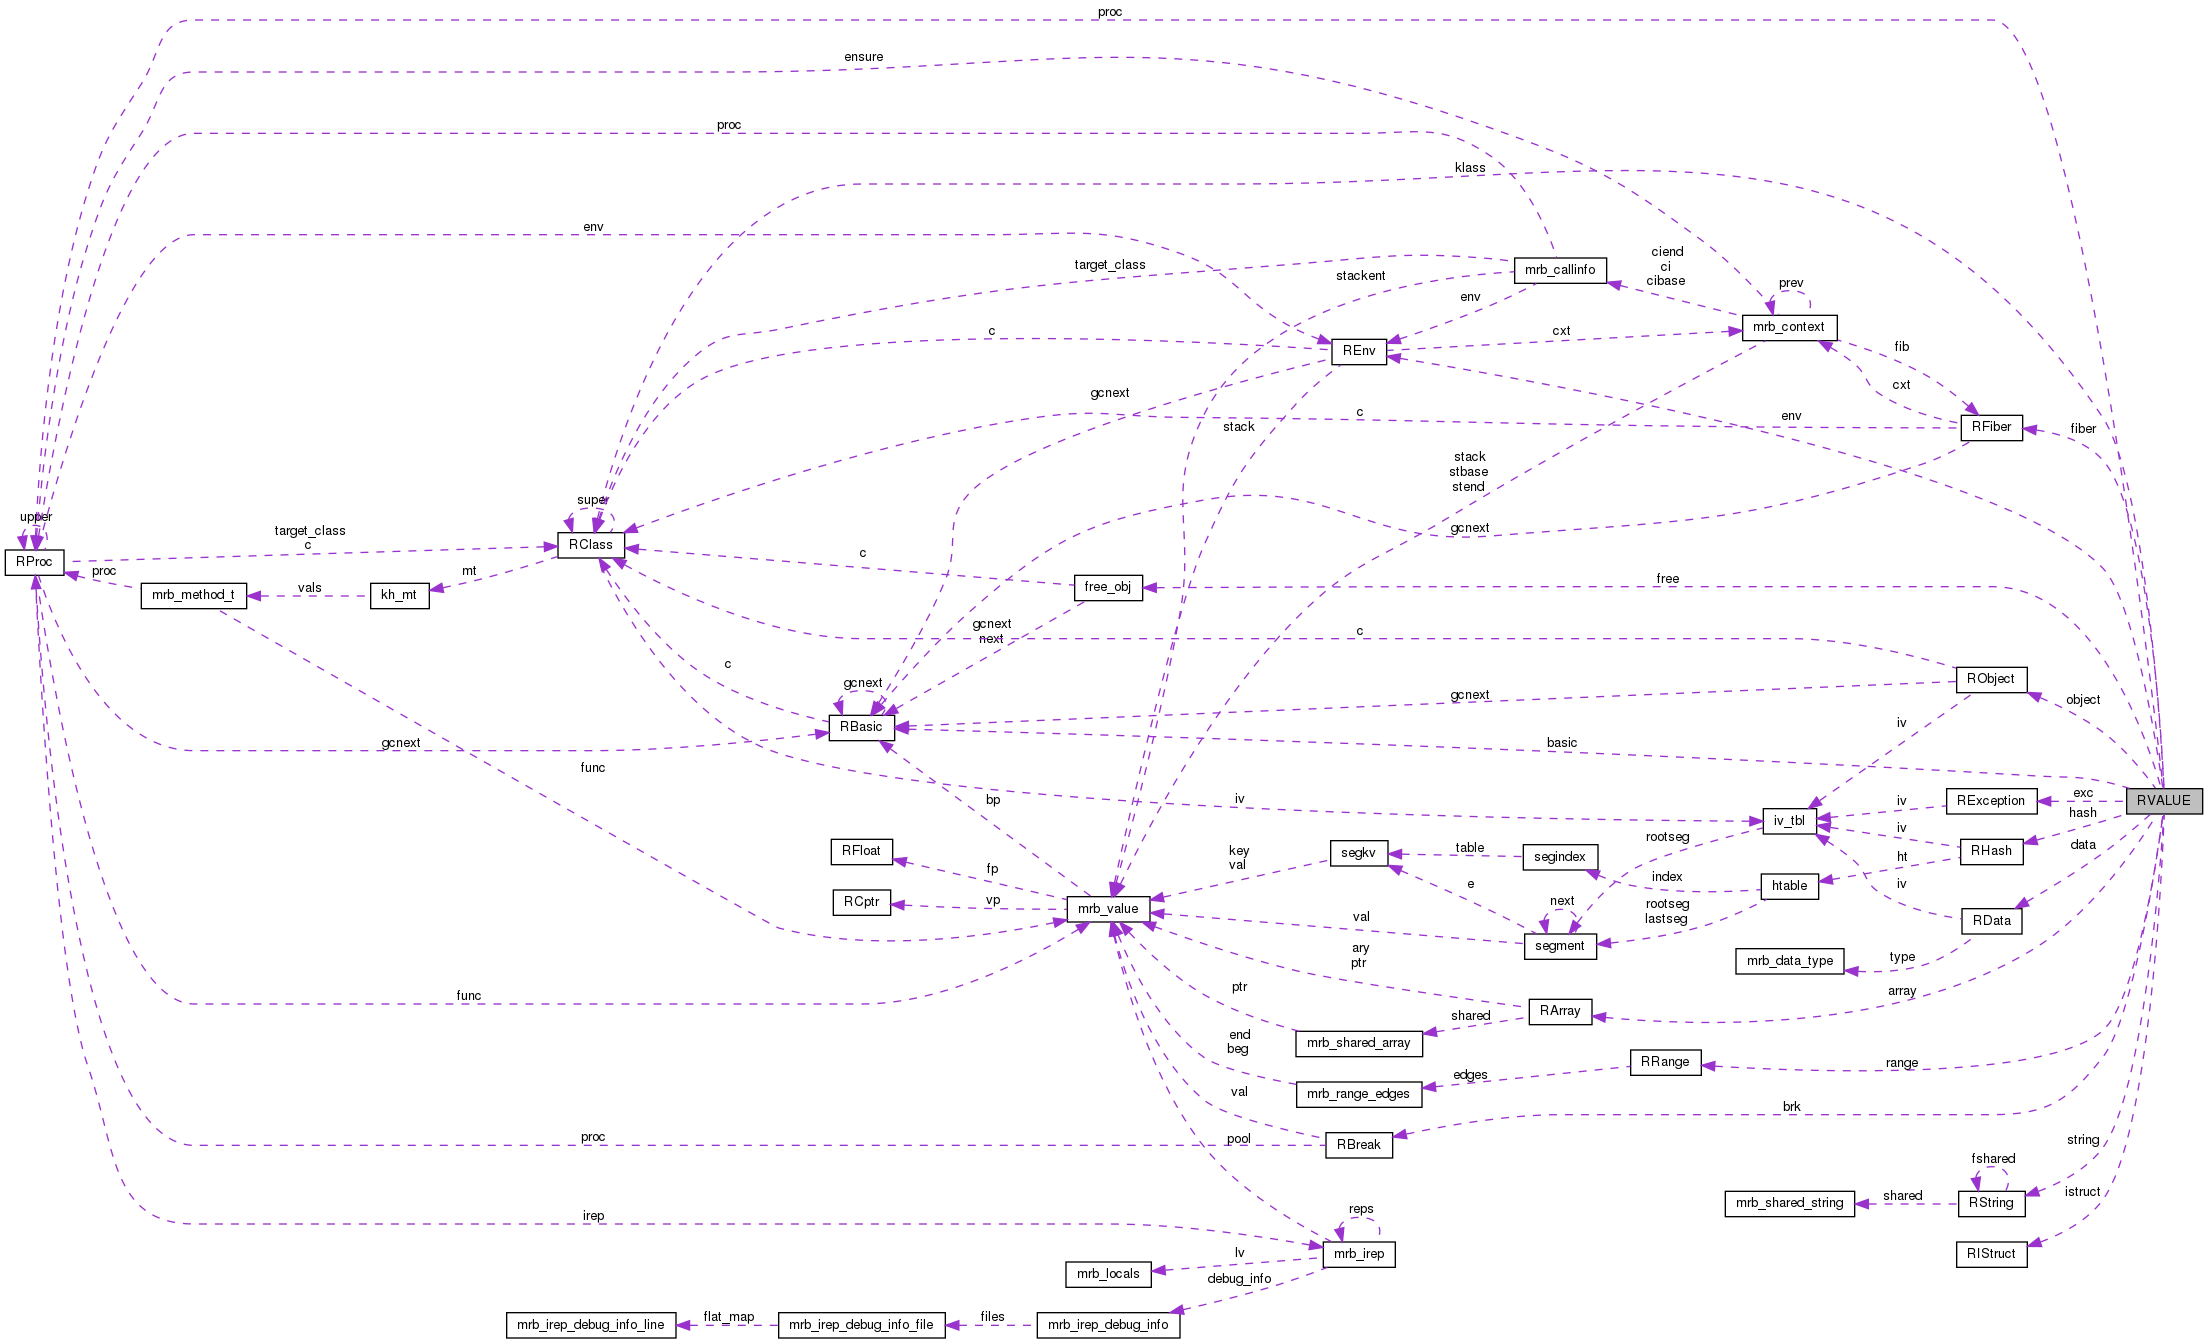 proc
ensure
proc
klass
env
ciend
ci
cibase
target_class
mrb_callinfo
stackent
prev
env
mrb_context
c
cxt
REnv
fib
cxt
gcnext
c
env
stack
RFiber
fiber
stack
stbase
stend
super
upper
gcnext
target_class
c
RClass
RProc
proc
mt
c
free
vals
free_obj
mrb_method_t
kh_mt
gcnext
next
c
c
RObject
gcnext
gcnext
object
iv
RBasic
gcnext
basic
func
bp
iv
RException
exc
RVALUE
iv
iv_tbl
hash
iv
rootseg
RFloat
key
val
segkv
table
segindex
ht
RHash
data
fp
e
index
htable
iv
RCptr
vp
mrb_value
next
rootseg
lastseg
val
RData
segment
ary
ptr
mrb_data_type
type
func
ptr
array
RArray
shared
end
beg
mrb_shared_array
RRange
range
edges
val
mrb_range_edges
brk
proc
pool
RBreak
string
fshared
istruct
mrb_shared_string
shared
RString
irep
reps
lv
mrb_irep
RIStruct
mrb_locals
debug_info
flat_map
files
mrb_irep_debug_info_line
mrb_irep_debug_info_file
mrb_irep_debug_info